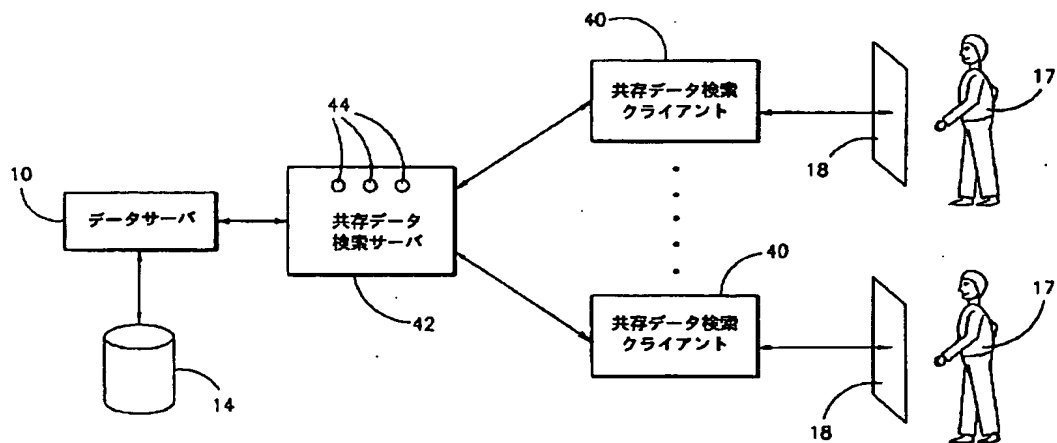 40
共存データ検索
クライアント
17
18
44
10
データサーバ
共存データ
検索サーバ
42
14
40
共存データ検索
クライアント
17
18